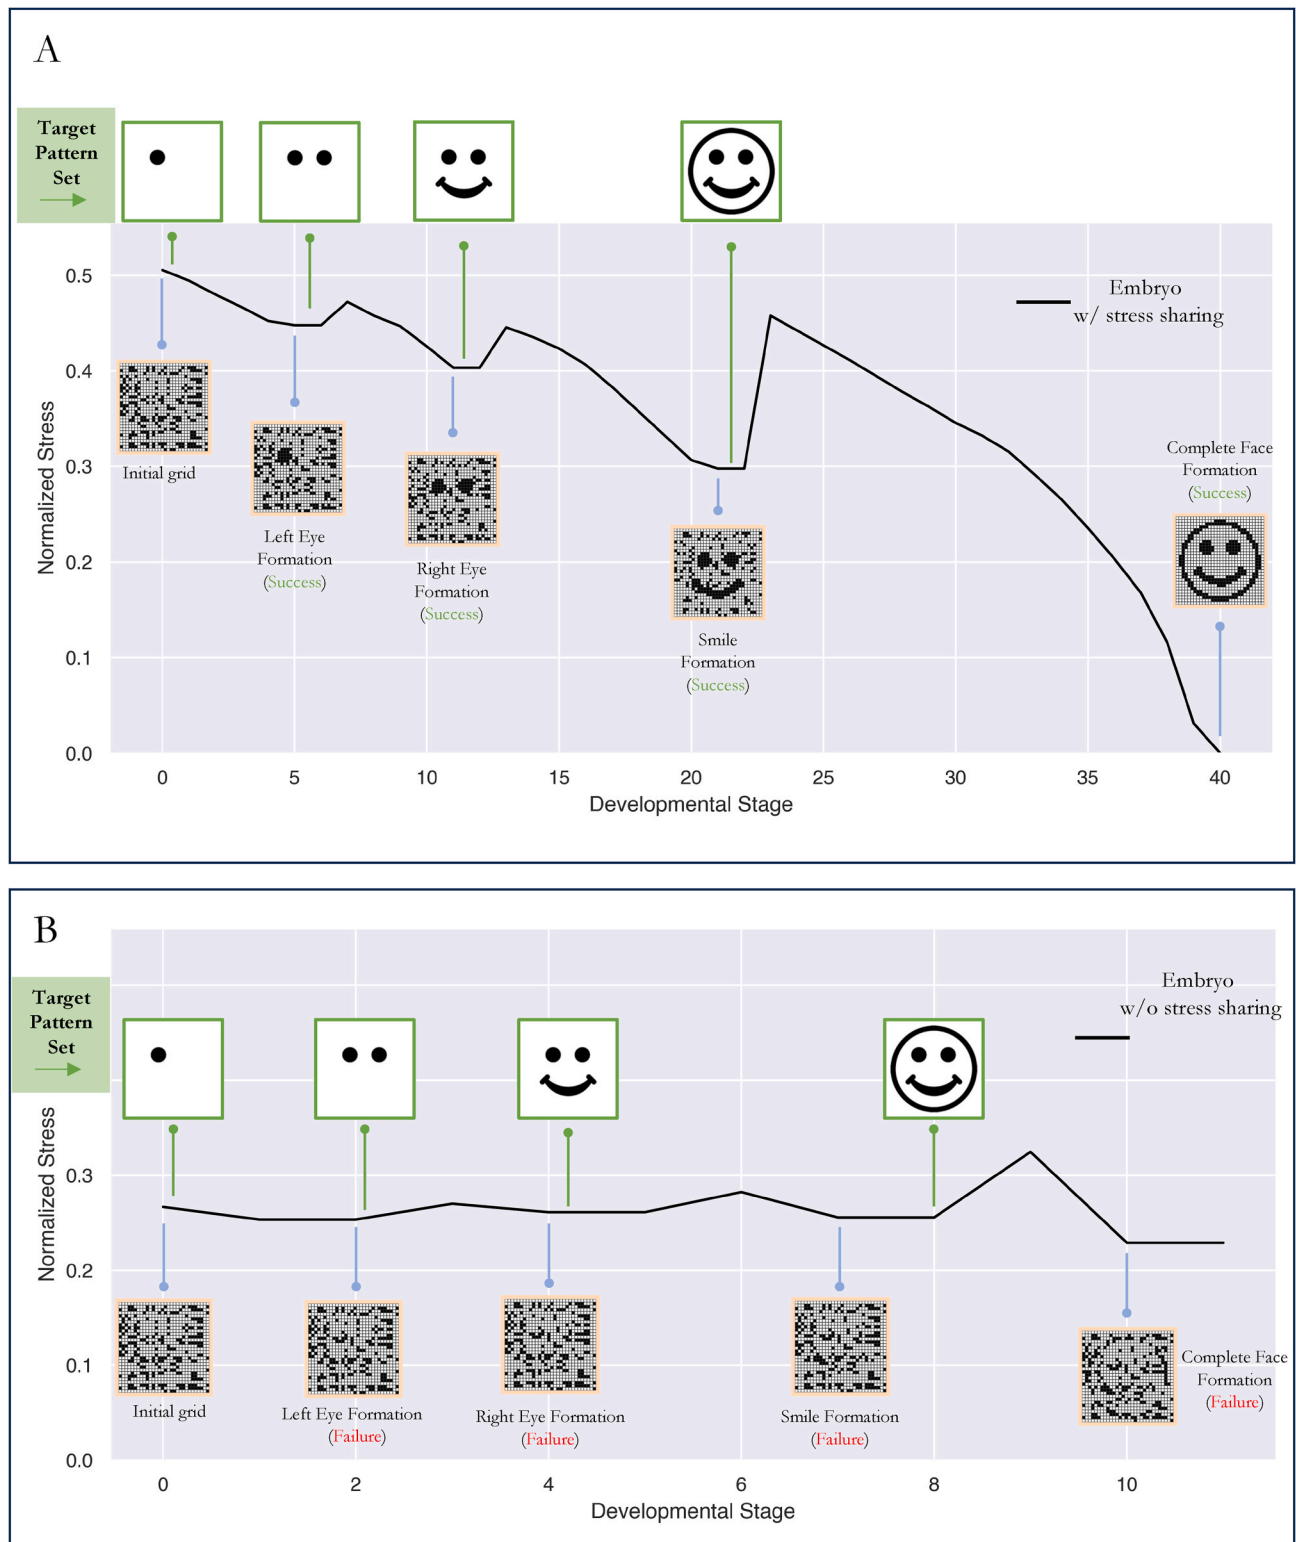 A
Target
Pattern
Set
0.5
0.4
0.3
0.2
0.1
0.0
Normalized Stress
Embryo
w/ stress sharing
Initial grid
Left Eye
Formation
(Success)
Right Eye
Formation
(Success)
Smile
Formation
(Success)
Complete Face
Formation
(Success)
0 5 10 15 20 25 30 35 40
Developmental Stage
B
Target
Pattern
Set
0.3
0.2
0.1
0.0
Normalized Stress
Embryo
w/o stress sharing
Initial grid
Left Eye Formation
(Failure)
Right Eye Formation
(Failure)
Smile Formation
(Failure)
Complete Face
Formation
(Failure)
0 2 4 6 8 10
Developmental Stage